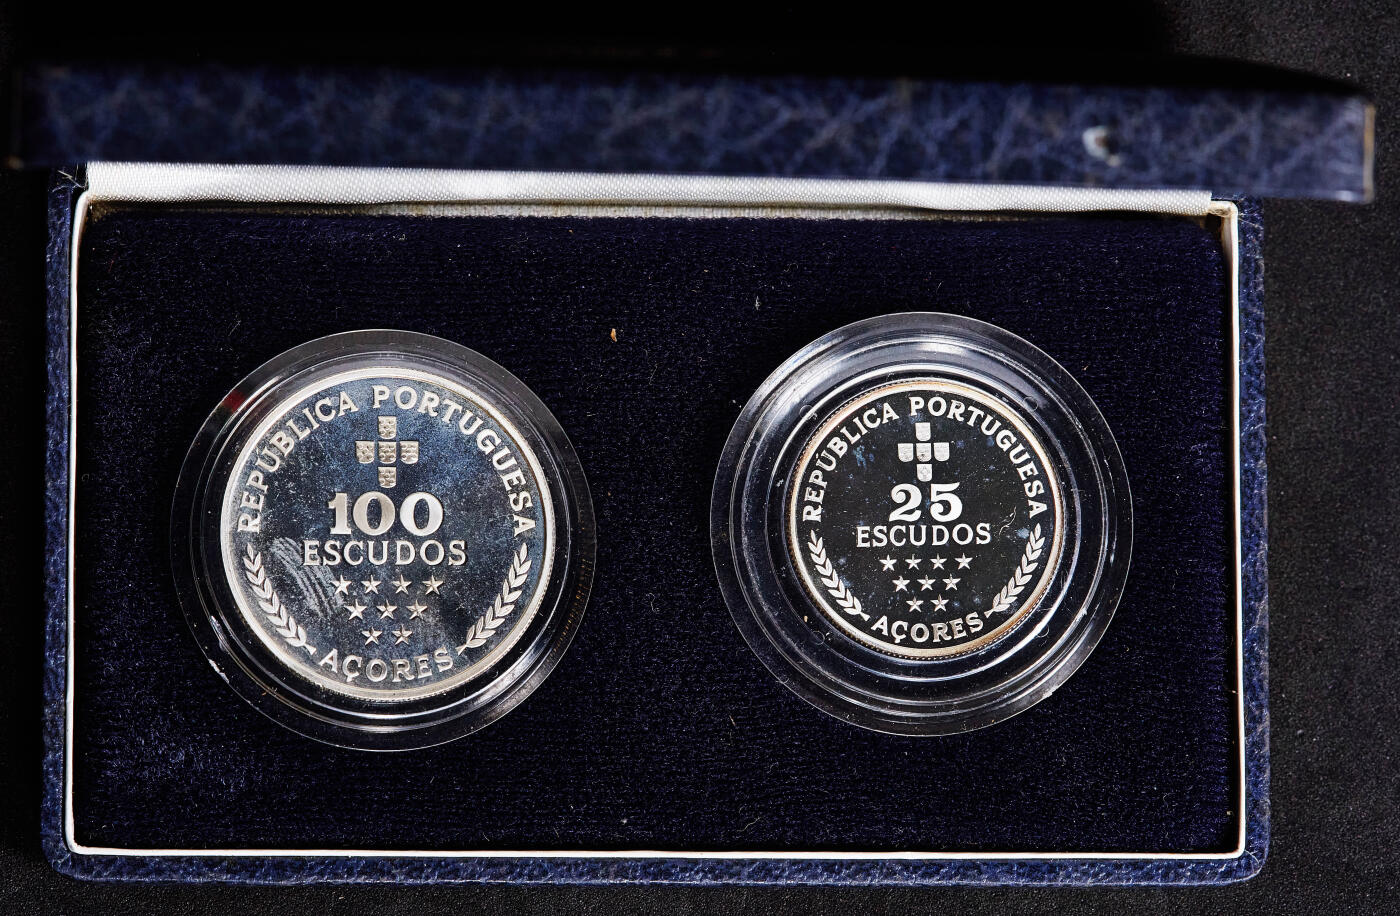 REPÚBLICA PORTUGUESA
100
ESCUDOS
AÇORES
REPÚBLICA PORTUGUESA
25
ESCUDOS
AÇORES